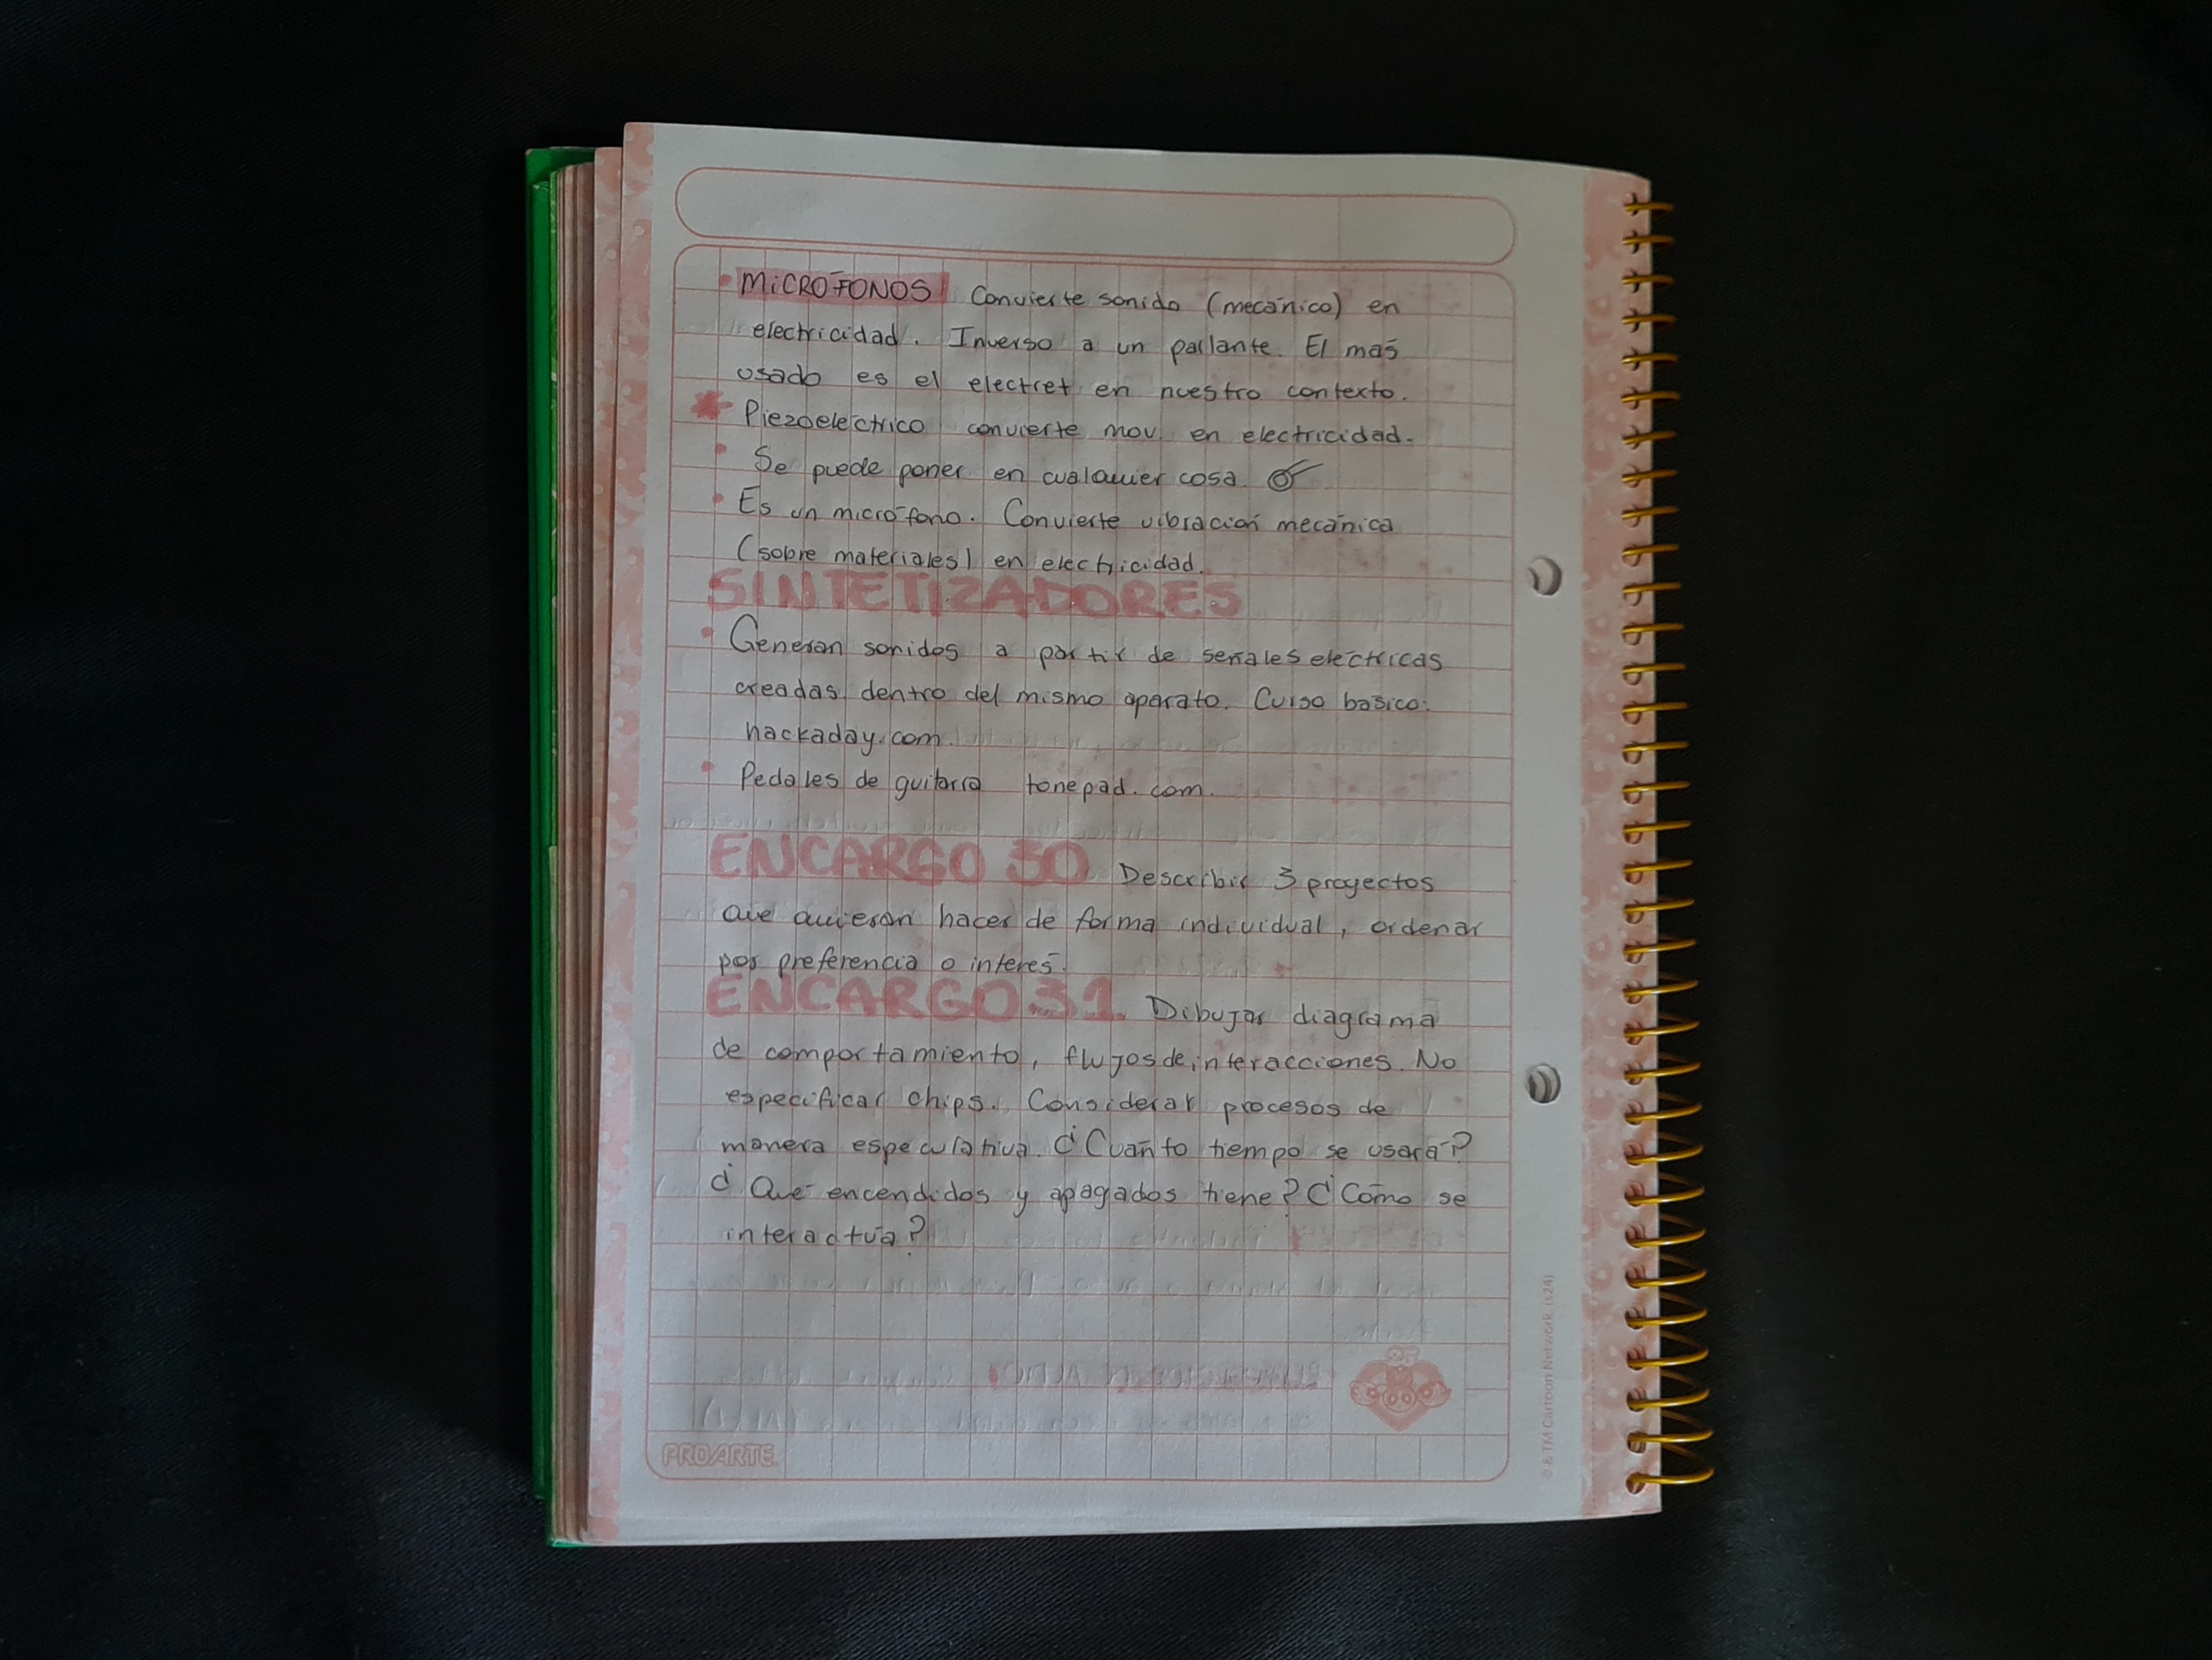 • MICRÓFONOS Convierte sonido (mecánico) en
electricidad. Inverso a un parlante. El más
usado es el electret en nuestro contexto.
* Piezoeléctrico convierte mov. en electricidad.
• Se puede poner en cualquier cosa.
• Es un micrófono. Convierte vibración mecánica
(sobre materiales) en electricidad.
SINTETIZADORES
• Generan sonidos a partir de señales eléctricas
creadas dentro del mismo aparato. Curso básico:
hackaday.com.
• Pedales de guitarra tonepad.com.
ENCARGO 30 Describir 3 proyectos
que quieran hacer de forma individual, ordenar
por preferencia o interés.
ENCARGO 31. Dibujar diagrama
de comportamiento, flujos de interacciones. No
especificar chips. Considerar procesos de
manera especulativa. ¿Cuánto tiempo se usará?
¿Qué encendidos y apagados tiene? ¿Cómo se
interactúa?
PROARTE
© & TM Cartoon Network. (s24)